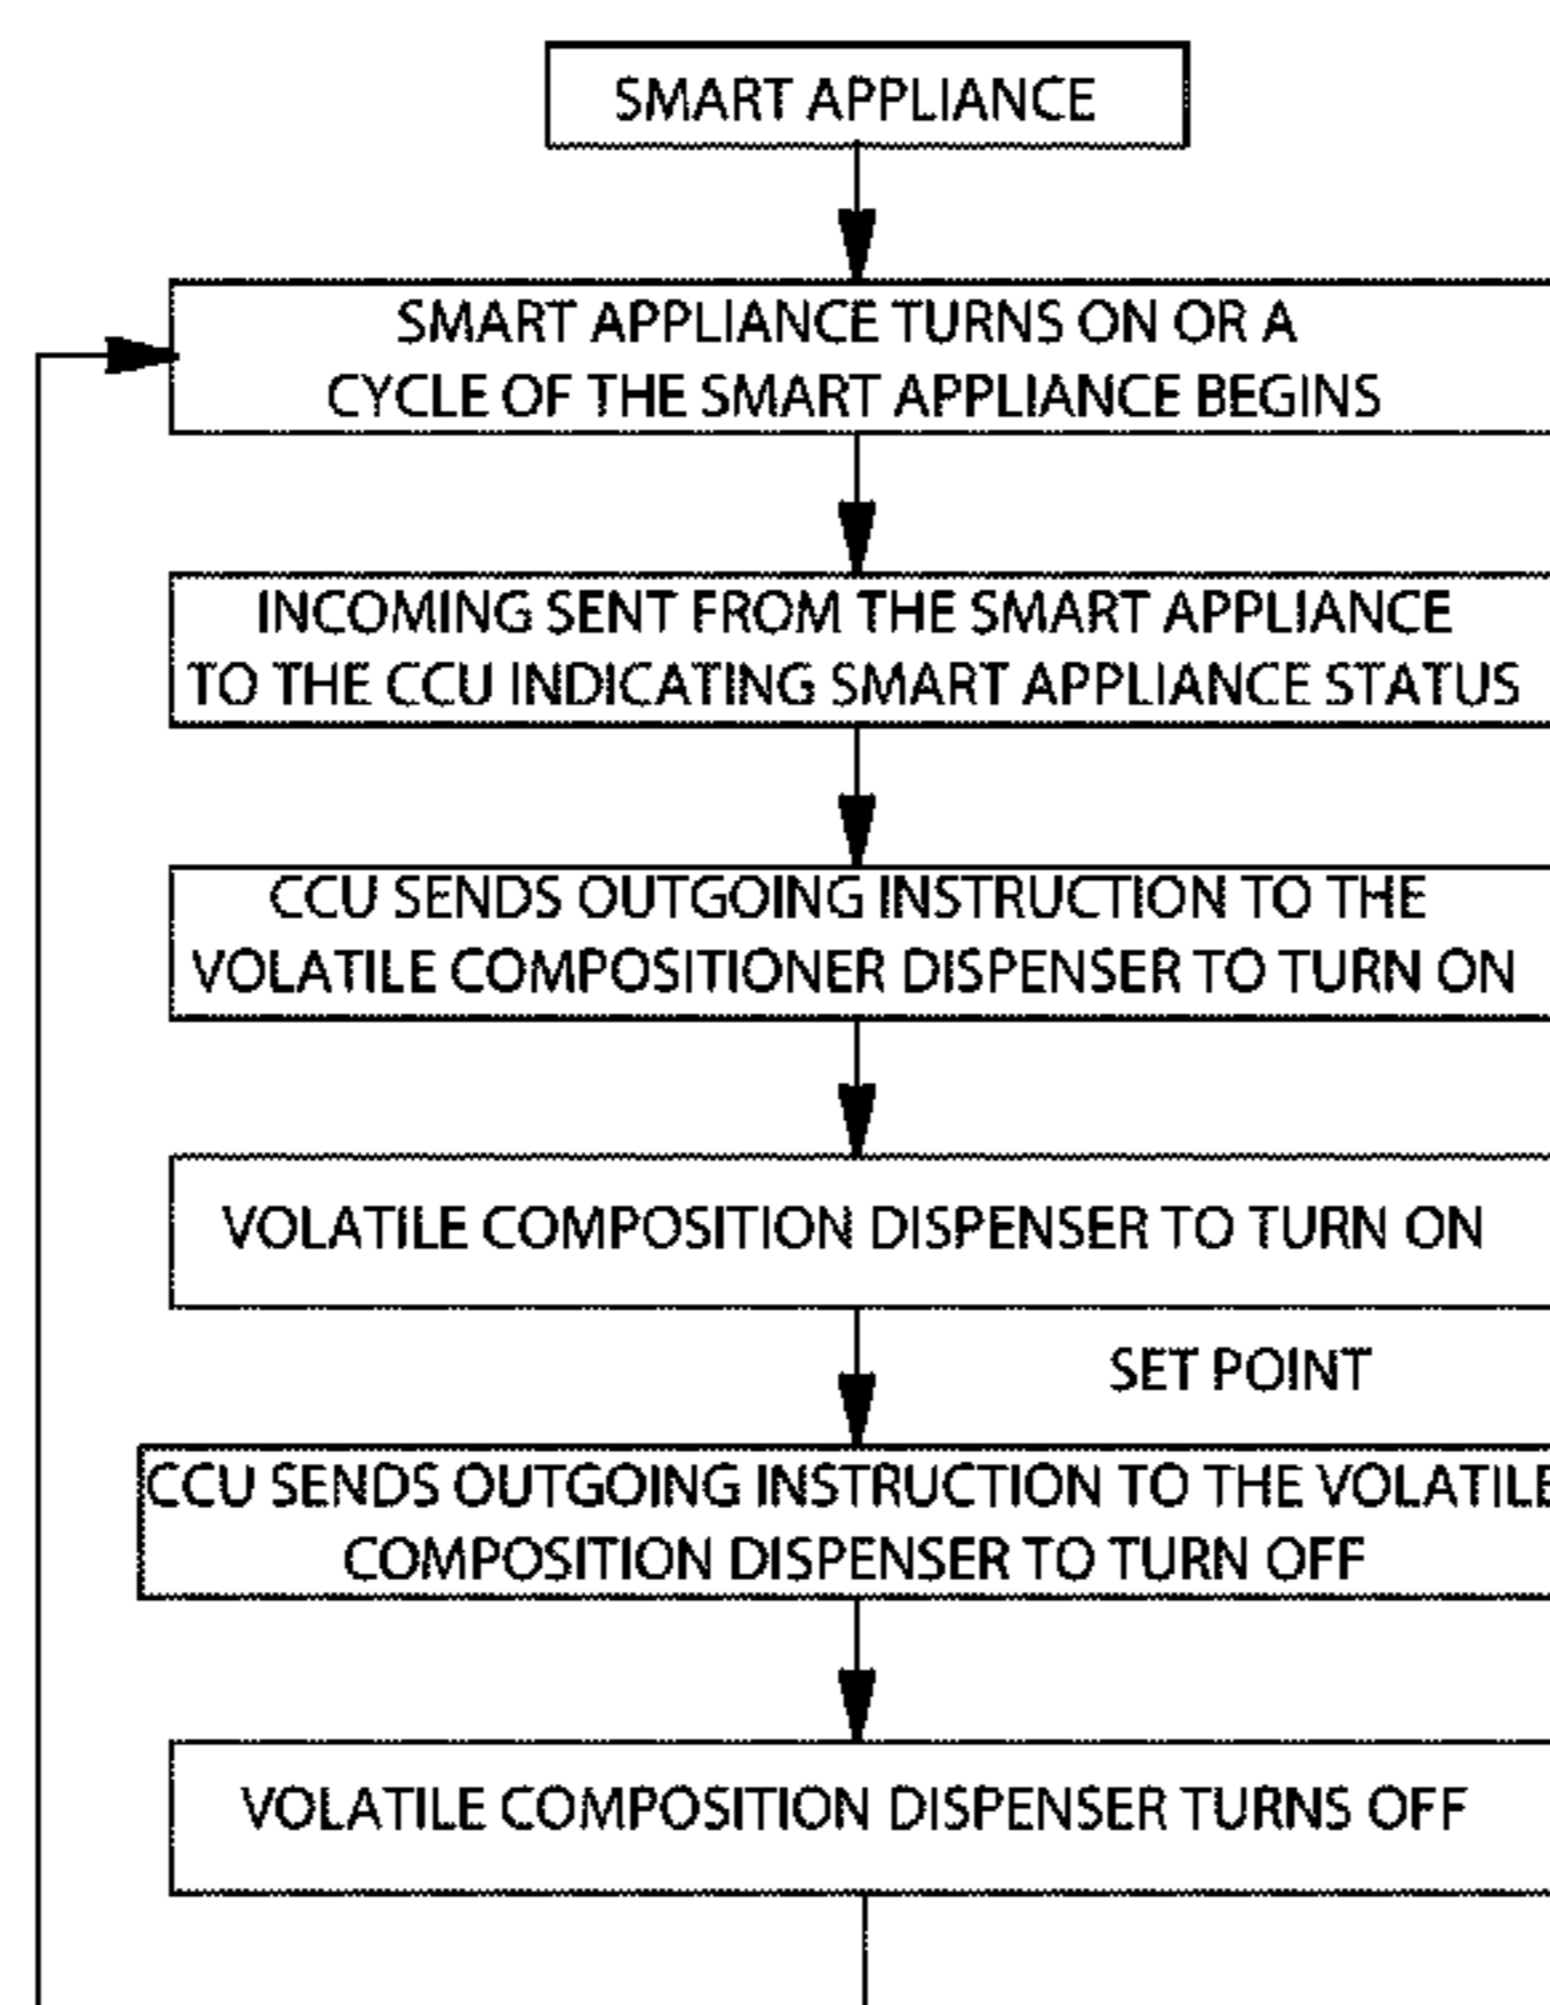 SMART APPLIANCE
SMART APPLIANCE TURNS ON OR A
CYCLE OF THE SMART APPLIANCE BEGINS
INCOMING SENT FROM THE SMART APPLIANCE
TO THE CCU INDICATING SMART APPLIANCE STATUS
CCU SENDS OUTGOING INSTRUCTION TO THE
VOLATILE COMPOSITIONER DISPENSER TO TURN ON
VOLATILE COMPOSITION DISPENSER TO TURN ON
SET POINT
CCU SENDS OUTGOING INSTRUCTION TO THE VOLATILE
COMPOSITION DISPENSER TO TURN OFF
VOLATILE COMPOSITION DISPENSER TURNS OFF